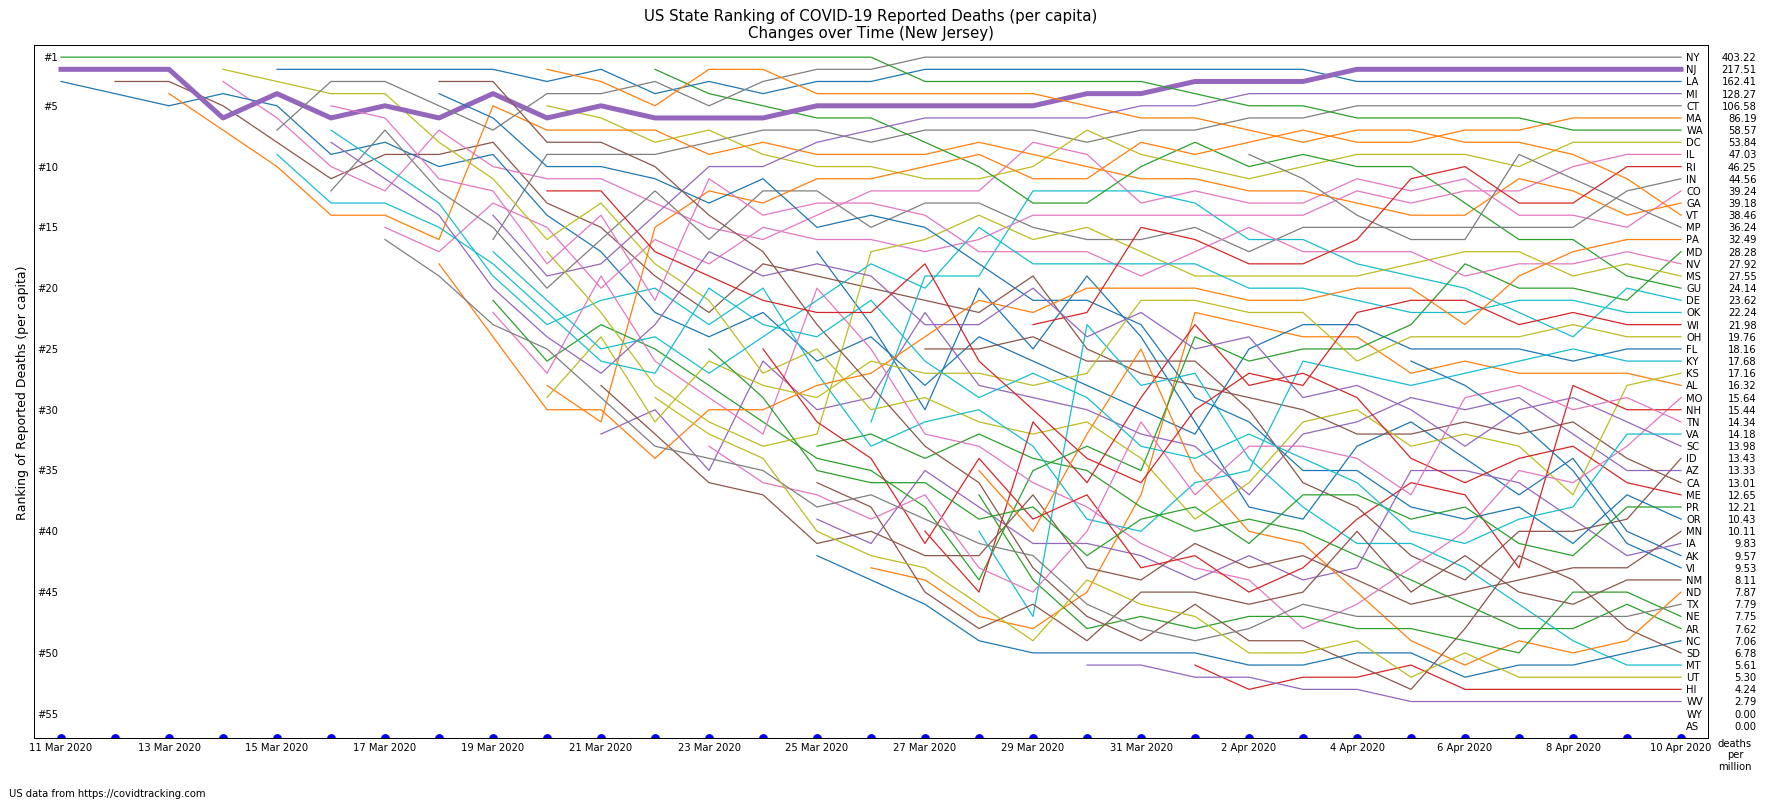 US State Ranking of COVID-19 Reported Deaths (per capita)
Changes over Time (New Jersey)
Ranking of Reported Deaths (per capita)
#1
#5
#10
#15
#20
#25
#30
#35
#40
#45
#50
#55
NY 403.22
NJ 217.51
LA 162.41
MI 128.27
CT 106.58
MA 86.19
WA 58.57
DC 53.84
IL 47.03
RI 46.25
IN 44.56
CO 39.24
GA 39.18
VT 38.46
MP 36.24
PA 32.49
MD 28.28
NV 27.92
MS 27.55
GU 24.14
DE 23.62
OK 22.24
WI 21.98
OH 19.76
FL 18.16
KY 17.68
KS 17.16
AL 16.32
MO 15.64
NH 15.44
TN 14.34
VA 14.18
SC 13.98
ID 13.43
AZ 13.33
CA 13.01
ME 12.65
PR 12.21
OR 10.43
MN 10.11
IA 9.83
AK 9.57
VI 9.53
NM 8.11
ND 7.87
TX 7.79
NE 7.75
AR 7.62
NC 7.06
SD 6.78
MT 5.61
UT 5.30
HI 4.24
WV 2.79
WY 0.00
AS 0.00
11 Mar 2020 13 Mar 2020 15 Mar 2020 17 Mar 2020 19 Mar 2020 21 Mar 2020 23 Mar 2020 25 Mar 2020 27 Mar 2020 29 Mar 2020 31 Mar 2020 2 Apr 2020 4 Apr 2020 6 Apr 2020 8 Apr 2020 10 Apr 2020
deaths
per
million
US data from https://covidtracking.com